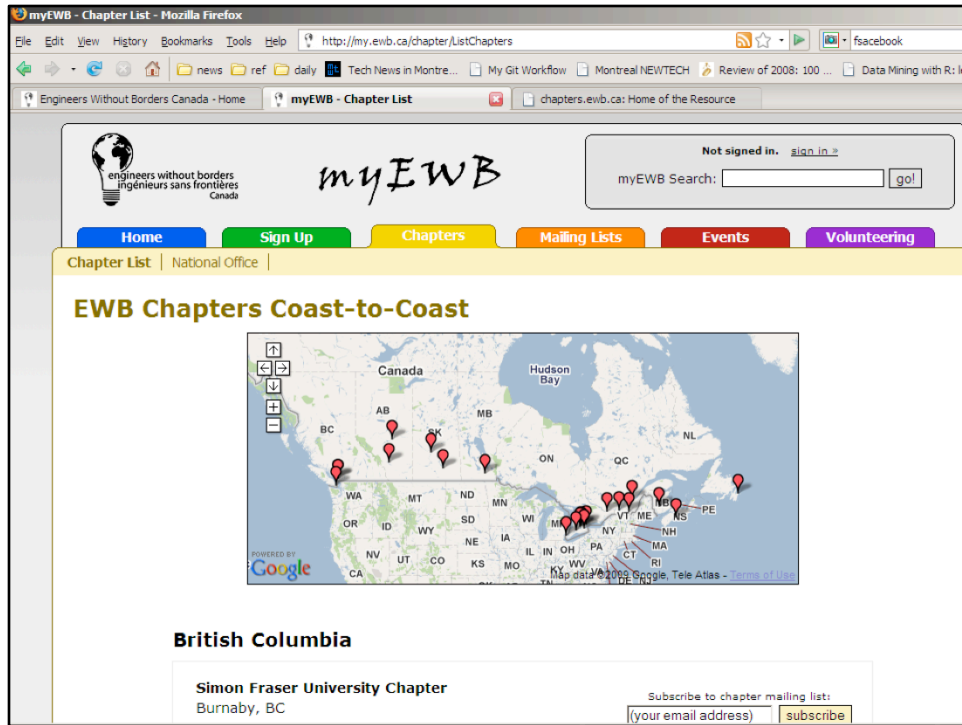 myEWB - Chapter List - Mozilla Firefox
File Edit View History Bookmarks Tools Help http://my.ewb.ca/chapter/ListChapters fsacebook
news ref daily Tech News in Montre... My Git Workflow Montreal NEWTECH Review of 2008: 100 ... Data Mining with R: le
Engineers Without Borders Canada - Home myEWB - Chapter List chapters.ewb.ca: Home of the Resource
engineers without borders
ingénieurs sans frontières
Canada
myEWB
Not signed in. sign in »
myEWB Search: go!
Home Sign Up Chapters Mailing Lists Events Volunteering
Chapter List National Office
EWB Chapters Coast-to-Coast
Canada
Hudson
Bay
AB
SK
MB
BC
NL
ON
QC
WA
MT
ND
MN
VT
ME
NB
NS
PE
OR
ID
WY
SD
WI
NY
NH
MA
NE
IA
IL
IN
OH
PA
CT
RI
NV
UT
CO
KS
MO
KY
WV
VA
CA
DE
NJ
POWERED BY
Google
Map data ©2009 Google, Tele Atlas - Terms of Use
British Columbia
Simon Fraser University Chapter
Burnaby, BC
Subscribe to chapter mailing list:
(your email address) subscribe